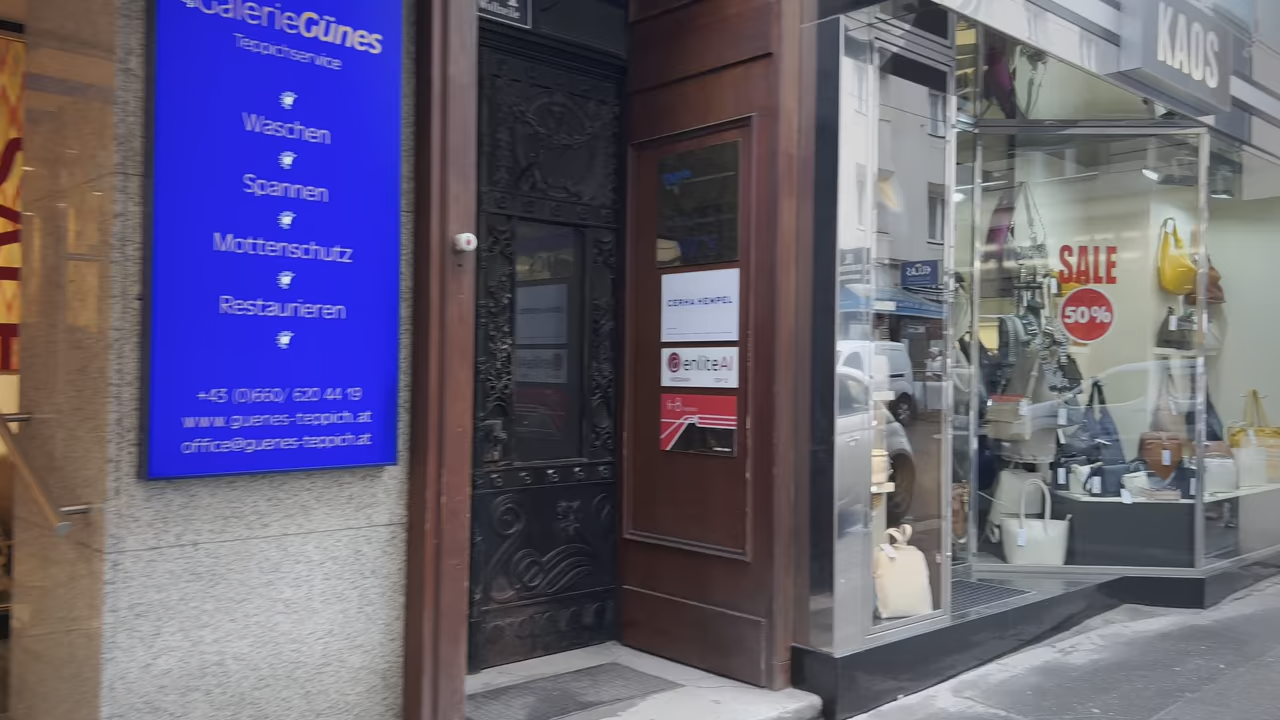 GalerieGünes
Teppichservice
Waschen
Spannen
Mottenschutz
Restaurieren
+43 (0)660/ 620 44 19
www.guenes-teppich.at
office@guenes-teppich.at
Wollzeile
CERHA HEMPEL
enliteAI
KAOS
SALE
50%